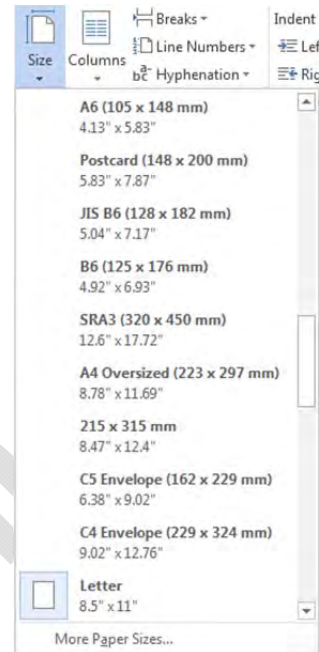 Breaks
Indent
Line Numbers
Lef
Size
Columns
bc Hyphenation
Rig
A6 (105 x 148 mm)
4.13" x 5.83"
Postcard (148 x 200 mm)
5.83" x 7.87"
JIS B6 (128 x 182 mm)
5.04" x 7.17"
B6 (125 x 176 mm)
4.92" x 6.93"
SRA3 (320 x 450 mm)
12.6" x 17.72"
A4 Oversized (223 x 297 mm)
8.78" x 11.69"
215 x 315 mm
8.47" x 12.4"
C5 Envelope (162 x 229 mm)
6.38" x 9.02"
C4 Envelope (229 x 324 mm)
9.02" x 12.76"
Letter
8.5" x 11"
More Paper Sizes...